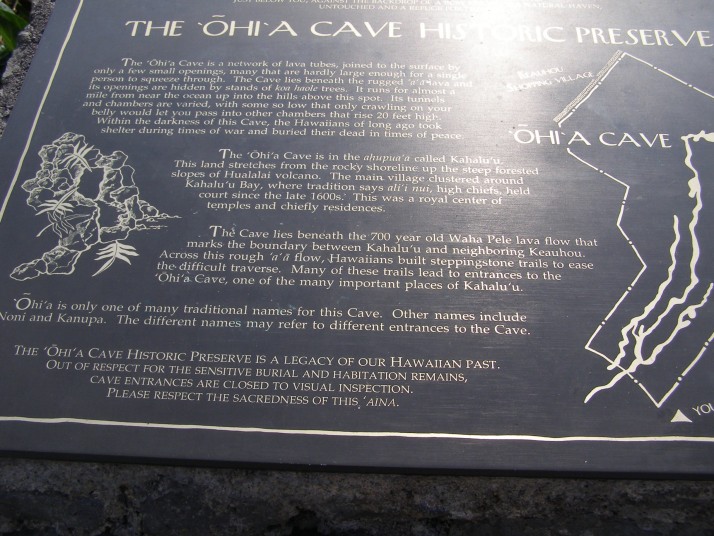 JUST BELOW YOU, AGAINST THE BACKDROP OF A
UNTOUCHED AND A
THE ʻŌHIʻA CAVE HISTORIC PRESERVE
The ʻŌhiʻa Cave is a network of lava tubes, joined to the surface by
only a few small openings, many that are hardly large enough for a single
person to squeeze through. The Cave lies beneath the rugged ʻaʻā lava and
its openings are hidden by stands of koa haole trees. It runs for almost a
mile from near the ocean up into the hills above this spot. Its tunnels
and chambers are varied, with some so low that only crawling on your
belly would let you pass into other chambers that rise 20 feet high.
Within the darkness of this Cave, the Hawaiians of long ago took
shelter during times of war and buried their dead in times of peace.
The ʻŌhiʻa Cave is in the ahupuaʻa called Kahaluʻu.
This land stretches from the rocky shoreline up the steep forested
slopes of Hualalai volcano. The main village clustered around
Kahaluʻu Bay, where tradition says aliʻi nui, high chiefs, held
court since the late 1600s. This was a royal center of
temples and chiefly residences.
The Cave lies beneath the 700 year old Waha Pele lava flow that
marks the boundary between Kahaluʻu and neighboring Keauhou.
Across this rough ʻaʻā flow, Hawaiians built steppingstone trails to ease
the difficult traverse. Many of these trails lead to entrances to the
ʻŌhiʻa Cave, one of the many important places of Kahaluʻu.
ʻŌhiʻa is only one of many traditional names for this Cave. Other names include
Noni and Kanupa. The different names may refer to different entrances to the Cave.
THE ʻŌHIʻA CAVE HISTORIC PRESERVE IS A LEGACY OF OUR HAWAIIAN PAST.
OUT OF RESPECT FOR THE SENSITIVE BURIAL AND HABITATION REMAINS,
CAVE ENTRANCES ARE CLOSED TO VISUAL INSPECTION.
PLEASE RESPECT THE SACREDNESS OF THIS ʻAINA.
KEAUHOU
SHOPPING VILLAGE
ʻŌHIʻA CAVE